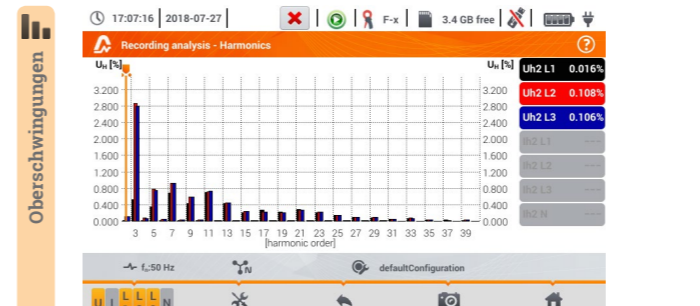 Oberschwingungen
17:07:16 2018-07-27 F-x 3.4 GB free
Recording analysis - Harmonics ?
Uн [%] Uн [%]
3.200 3.200
2.800 2.800
2.400 2.400
2.000 2.000
1.600 1.600
1.200 1.200
0.800 0.800
0.400 0.400
0.000 0.000
3 5 7 9 11 13 15 17 19 21 23 25 27 29 31 33 35 37 39
[harmonic order]
Uh2 L1 0.016%
Uh2 L2 0.108%
Uh2 L3 0.106%
Ih2 L1 ---
Ih2 L2 ---
Ih2 L3 ---
Ih2 N ---
fₙ:50 Hz N defaultConfiguration
U I L L L N